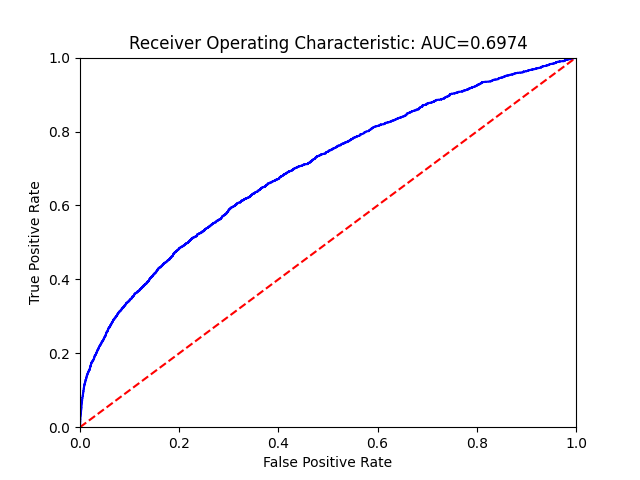 Receiver Operating Characteristic: AUC=0.6974
1.0
0.8
0.6
0.4
0.2
0.0
True Positive Rate
0.0 0.2 0.4 0.6 0.8 1.0
False Positive Rate